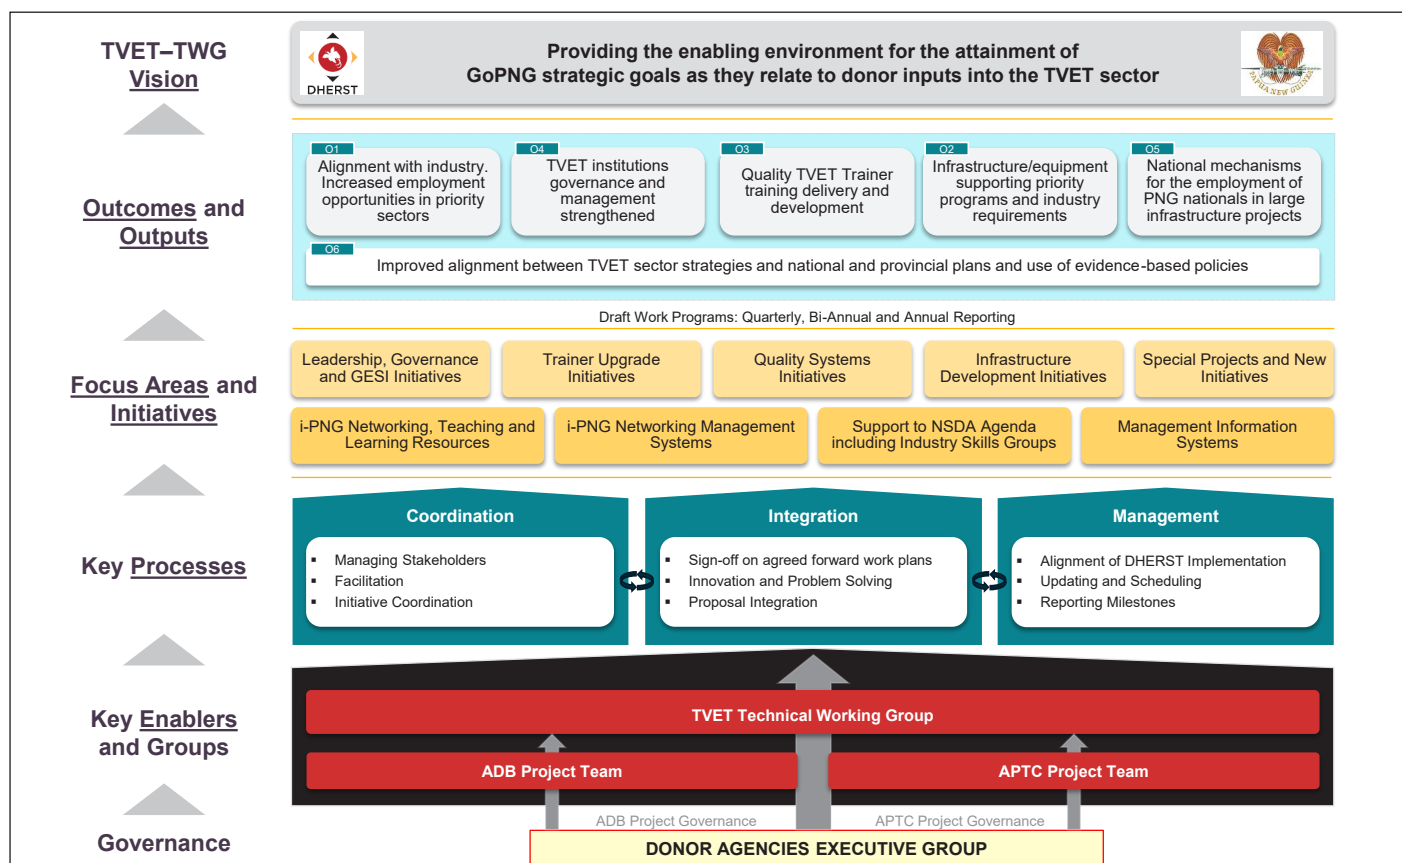 TVET–TWG
Vision
DHERST
Providing the enabling environment for the attainment of
GoPNG strategic goals as they relate to donor inputs into the TVET sector
PAPUA NEW GUINEA
Outcomes and
Outputs
O1
Alignment with industry.
Increased employment
opportunities in priority
sectors
O4
TVET institutions
governance and
management
strengthened
O3
Quality TVET Trainer
training delivery and
development
O2
Infrastructure/equipment
supporting priority
programs and industry
requirements
O5
National mechanisms
for the employment of
PNG nationals in large
infrastructure projects
O6
Improved alignment between TVET sector strategies and national and provincial plans and use of evidence-based policies
Draft Work Programs: Quarterly, Bi-Annual and Annual Reporting
Focus Areas and
Initiatives
Leadership, Governance
and GESI Initiatives
Trainer Upgrade
Initiatives
Quality Systems
Initiatives
Infrastructure
Development Initiatives
Special Projects and New
Initiatives
i-PNG Networking, Teaching and
Learning Resources
i-PNG Networking Management
Systems
Support to NSDA Agenda
including Industry Skills Groups
Management Information
Systems
Key Processes
Coordination
▪ Managing Stakeholders
▪ Facilitation
▪ Initiative Coordination
Integration
▪ Sign-off on agreed forward work plans
▪ Innovation and Problem Solving
▪ Proposal Integration
Management
▪ Alignment of DHERST Implementation
▪ Updating and Scheduling
▪ Reporting Milestones
Key Enablers
and Groups
TVET Technical Working Group
ADB Project Team
APTC Project Team
Governance
ADB Project Governance
APTC Project Governance
DONOR AGENCIES EXECUTIVE GROUP